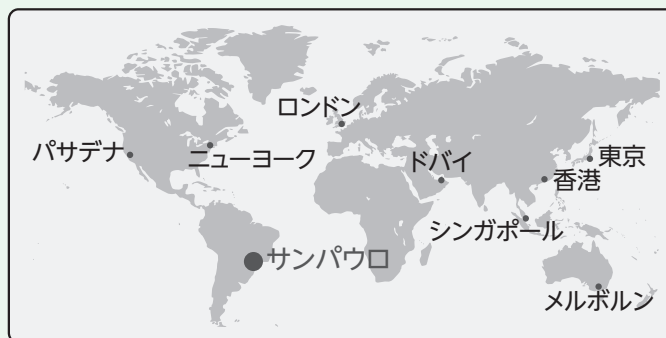 ロンドン
パサデナ
ニューヨーク
ドバイ
東京
香港
シンガポール
サンパウロ
メルボルン